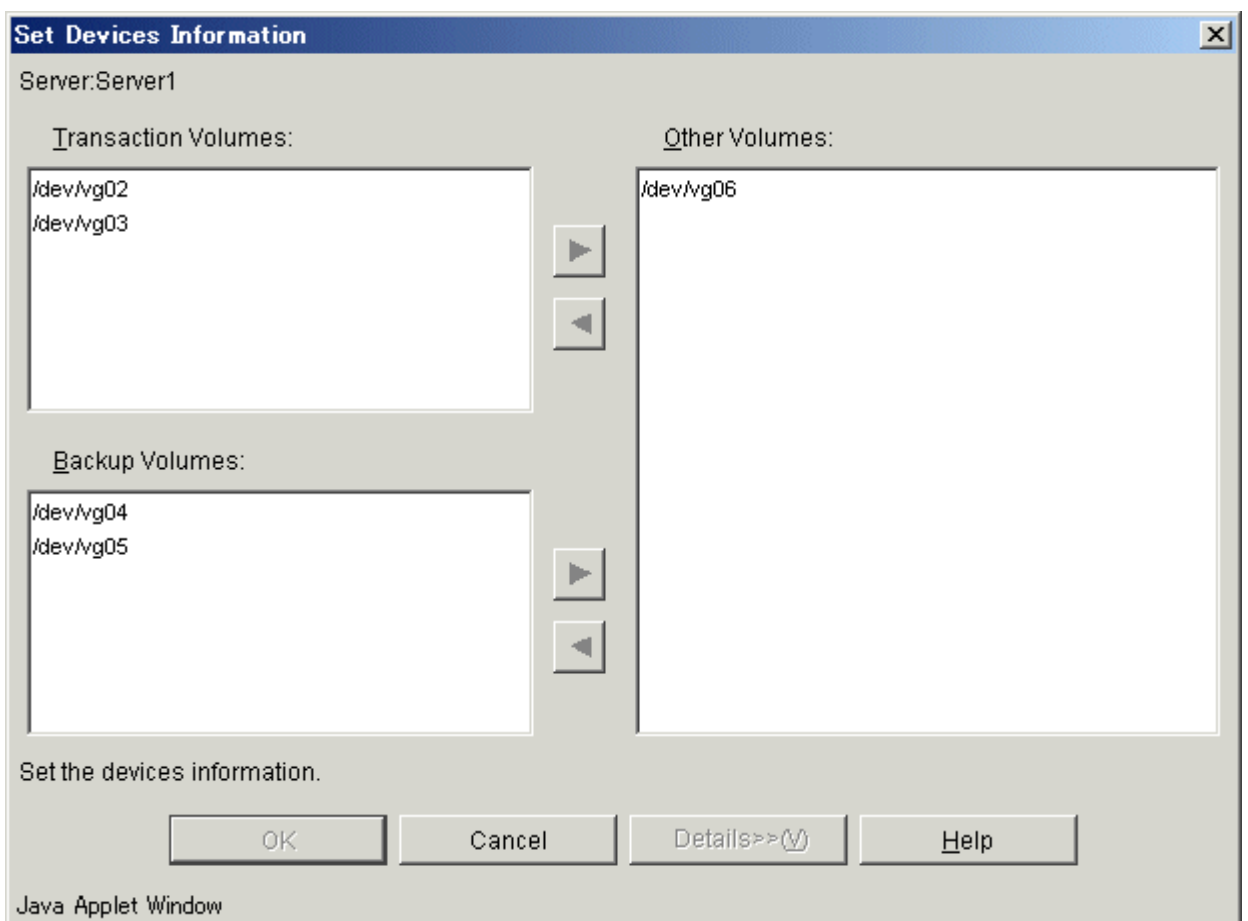 Set Devices Information
Server:Server1
Transaction Volumes:
/dev/vg02
/dev/vg03
Other Volumes:
/dev/vg06
Backup Volumes:
/dev/vg04
/dev/vg05
Set the devices information.
OK
Cancel
Details>>(V)
Help
Java Applet Window